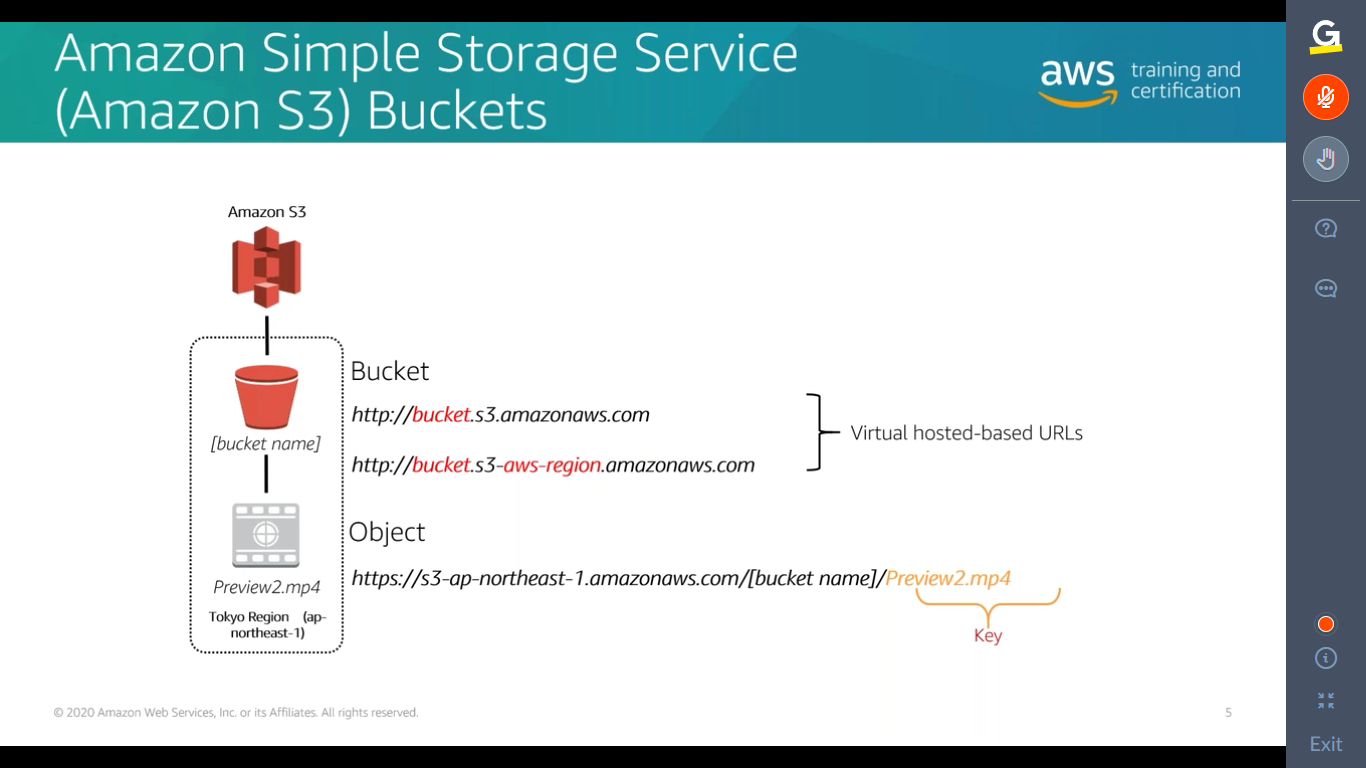 Amazon Simple Storage Service
(Amazon S3) Buckets
aws training and
certification
G
Amazon S3
Bucket
http://bucket.s3.amazonaws.com
[bucket name]
Virtual hosted-based URLs
http://bucket.s3-aws-region.amazonaws.com
Object
https://s3-ap-northeast-1.amazonaws.com/[bucket name]/Preview2.mp4
Preview2.mp4
Tokyo Region (ap-
northeast-1)
Key
© 2020 Amazon Web Services, Inc. or its Affiliates. All rights reserved.
5
Exit